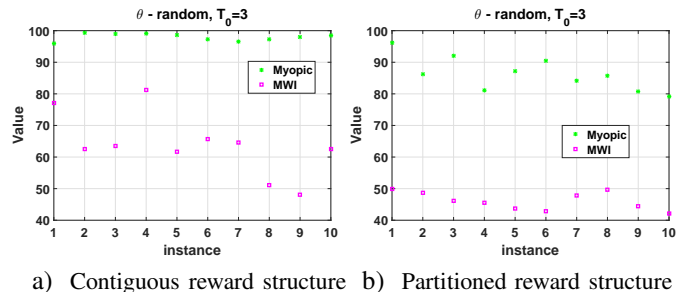 θ - random, T0=3
100
90
80
70
60
50
40
Value
Myopic
MWI
1 2 3 4 5 6 7 8 9 10
instance
a) Contiguous reward structure
θ - random, T0=3
100
90
80
70
60
50
40
Value
Myopic
MWI
1 2 3 4 5 6 7 8 9 10
instance
b) Partitioned reward structure